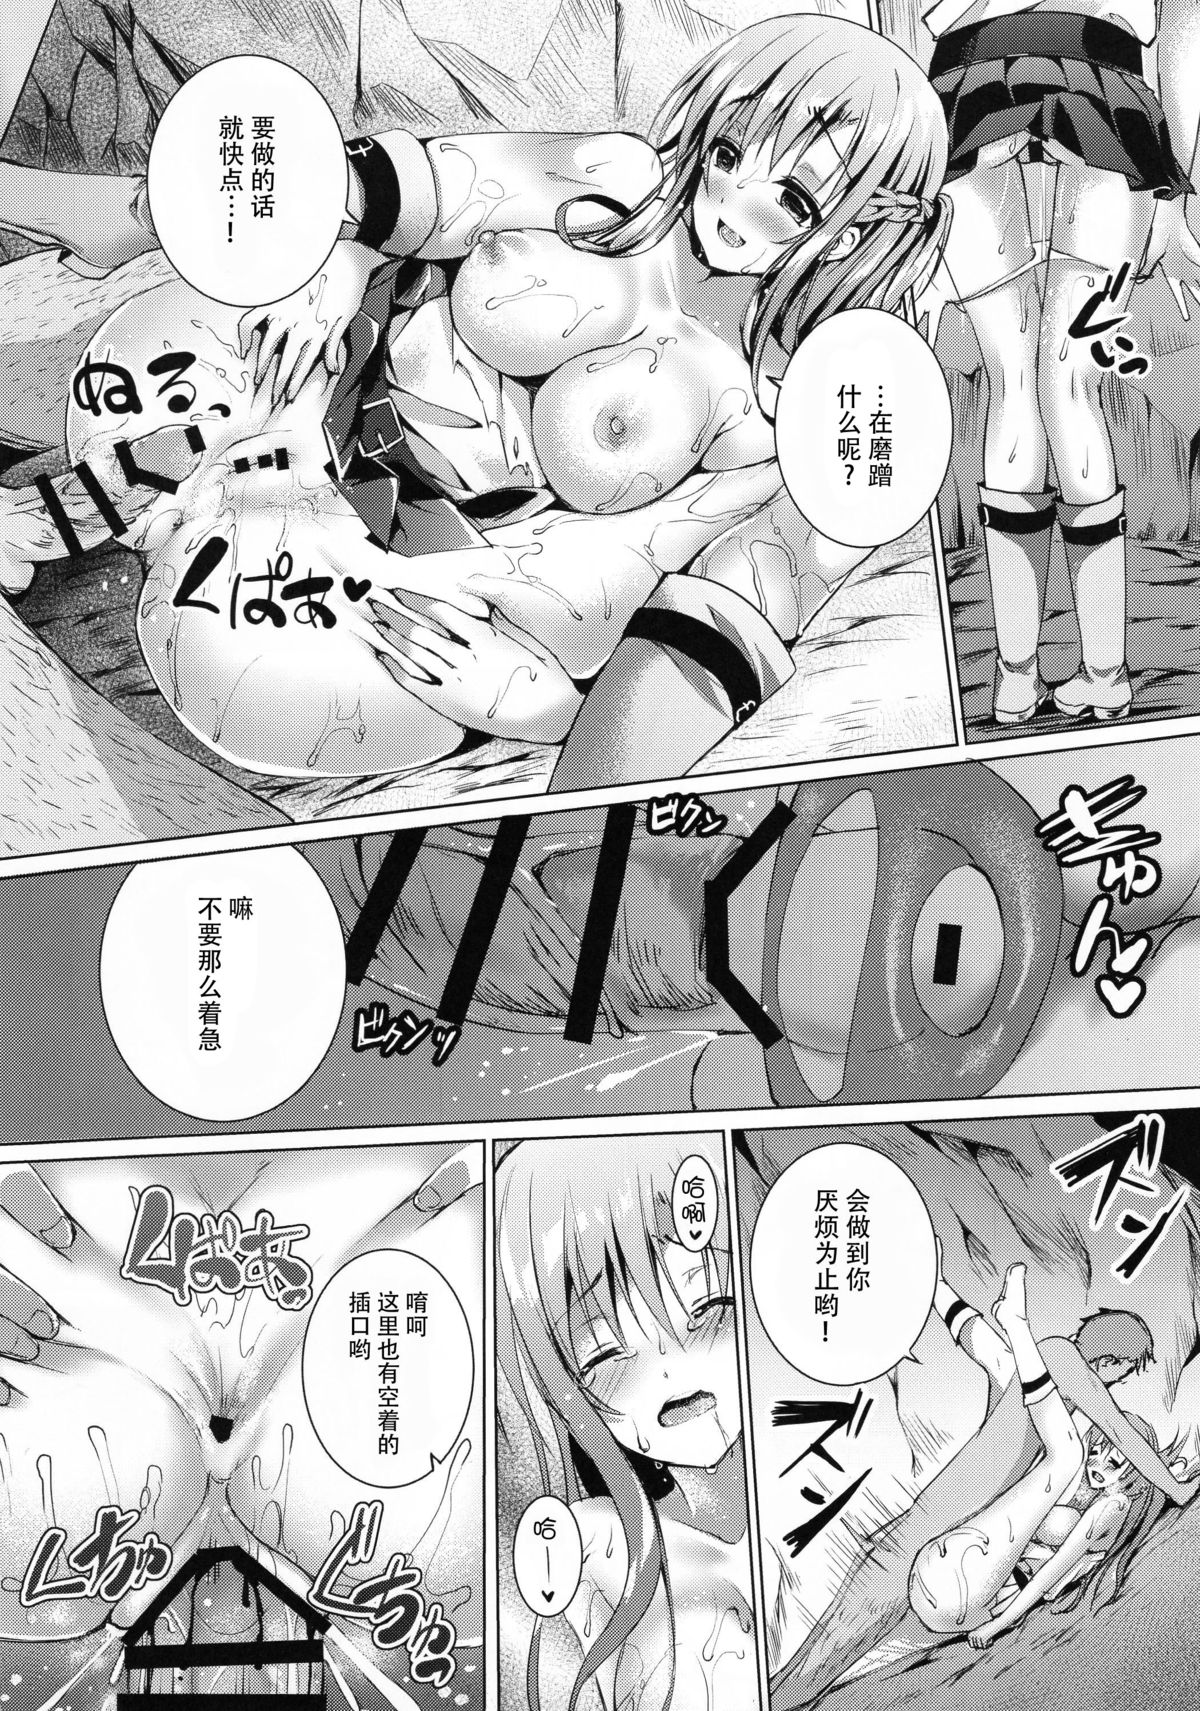 …在磨蹭
什么呢？
要做的话
就快点…！
ぬるっ
くぱぁ
ビクン
ビクンッ
きゅん
嘛
不要那么着急
会做到你
厌烦为止哟！
ズンズン
哈啊
哈—
唷呵
这里也有空着的
插口哟
くぱぁ
くちゅ
ぐちゅっ